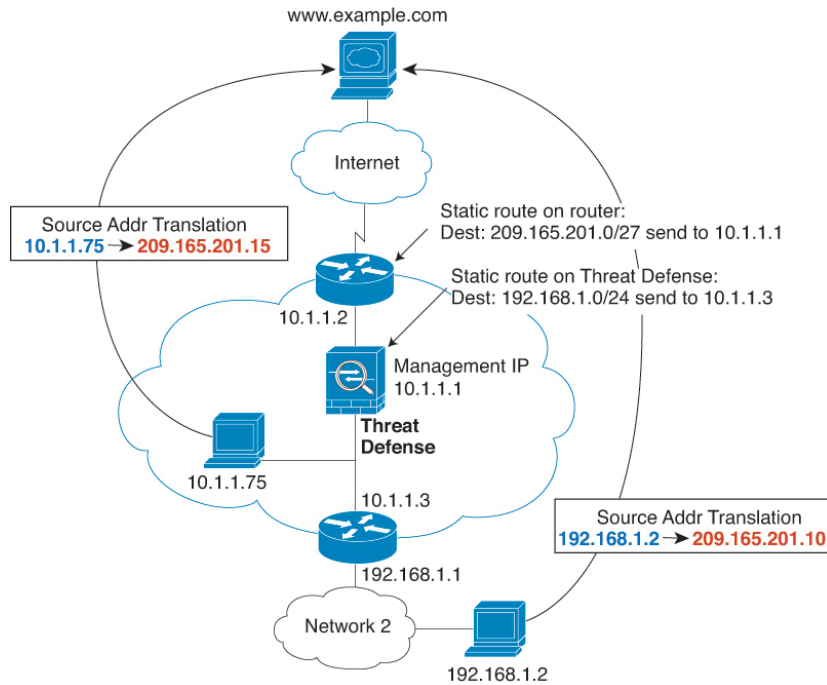 www.example.com
Internet
Source Addr Translation
10.1.1.75 → 209.165.201.15
Static route on router:
Dest: 209.165.201.0/27 send to 10.1.1.1
Static route on Threat Defense:
Dest: 192.168.1.0/24 send to 10.1.1.3
10.1.1.2
Management IP
10.1.1.1
Threat
Defense
10.1.1.75
10.1.1.3
Source Addr Translation
192.168.1.2 → 209.165.201.10
192.168.1.1
Network 2
192.168.1.2